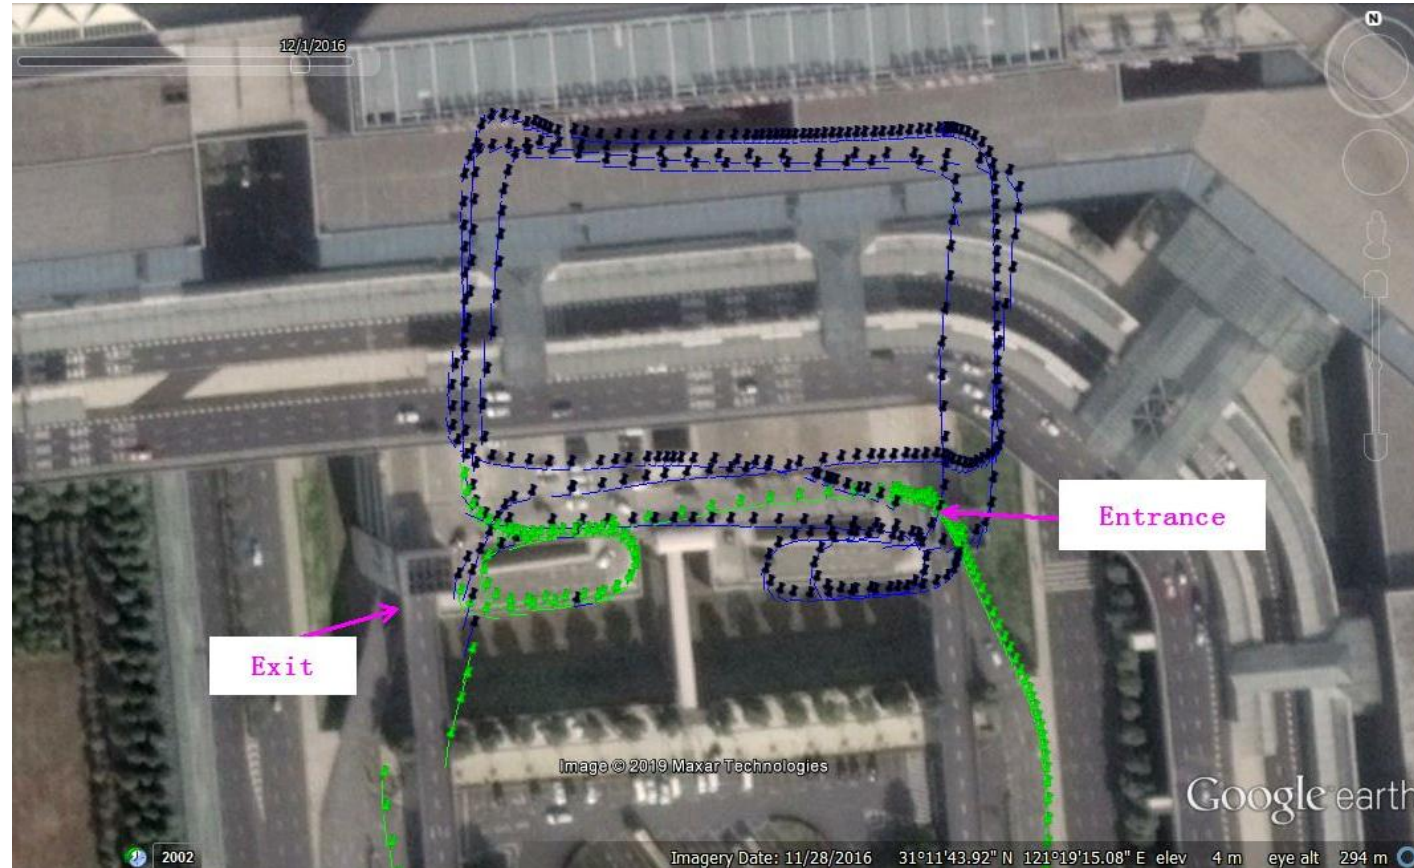 N
12/1/2016
Entrance
Exit
Image © 2019 Maxar Technologies
Google earth
2002
Imagery Date: 11/28/2016 31°11'43.92" N 121°19'15.08" E elev 4 m eye alt 294 m